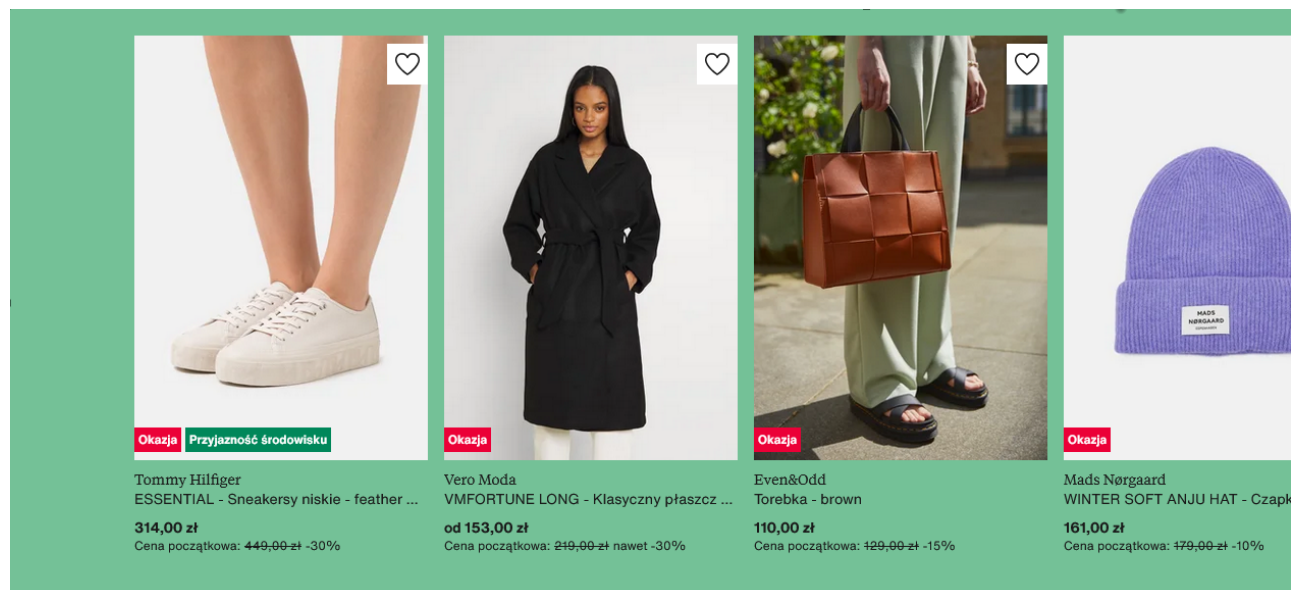 MADS
NØRGAARD
COPENHAGEN
Okazja
Przyjazność środowisku
Okazja
Okazja
Okazja
Tommy Hilfiger
ESSENTIAL - Sneakersy niskie - feather ...
314,00 zł
Cena początkowa: 449,00 zł -30%
Vero Moda
VMFORTUNE LONG - Klasyczny płaszcz ...
od 153,00 zł
Cena początkowa: 219,00 zł nawet -30%
Even&Odd
Torebka - brown
110,00 zł
Cena początkowa: 129,00 zł -15%
Mads Nørgaard
WINTER SOFT ANJU HAT - Czapk
161,00 zł
Cena początkowa: 179,00 zł -10%